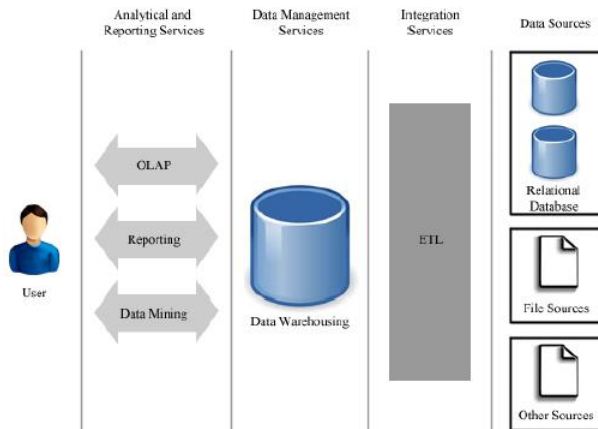 Analytical and
Reporting Services
Data Management
Services
Integration
Services
Data Sources
OLAP
Reporting
Data Mining
User
Data Warehousing
ETL
Relational
Database
File Sources
Other Sources